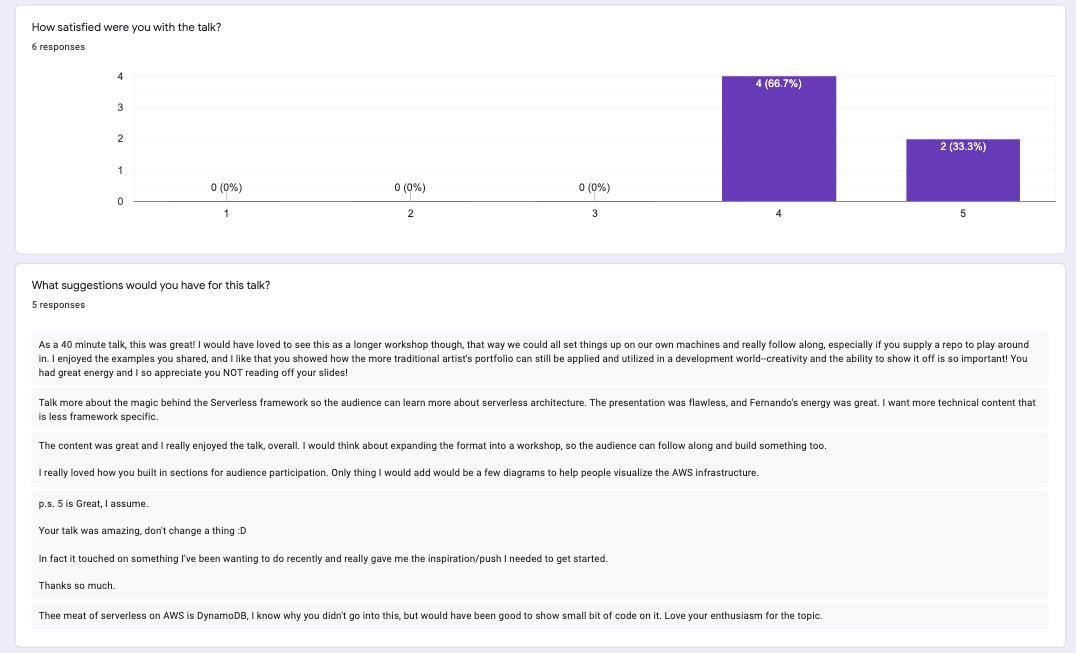 How satisfied were you with the talk?
6 responses
4
3
2
1
0
0 (0%)
0 (0%)
0 (0%)
4 (66.7%)
2 (33.3%)
1
2
3
4
5
What suggestions would you have for this talk?
5 responses
As a 40 minute talk, this was great! I would have loved to see this as a longer workshop though, that way we could all set things up on our own machines and really follow along, especially if you supply a repo to play around
in. I enjoyed the examples you shared, and I like that you showed how the more traditional artist's portfolio can still be applied and utilized in a development world--creativity and the ability to show it off is so important! You
had great energy and I so appreciate you NOT reading off your slides!
Talk more about the magic behind the Serverless framework so the audience can learn more about serverless architecture. The presentation was flawless, and Fernando's energy was great. I want more technical content that
is less framework specific.
The content was great and I really enjoyed the talk, overall. I would think about expanding the format into a workshop, so the audience can follow along and build something too.
I really loved how you built in sections for audience participation. Only thing I would add would be a few diagrams to help people visualize the AWS infrastructure.
p.s. 5 is Great, I assume.
Your talk was amazing, don't change a thing :D
In fact it touched on something I've been wanting to do recently and really gave me the inspiration/push I needed to get started.
Thanks so much.
Thee meat of serverless on AWS is DynamoDB, I know why you didn't go into this, but would have been good to show small bit of code on it. Love your enthusiasm for the topic.